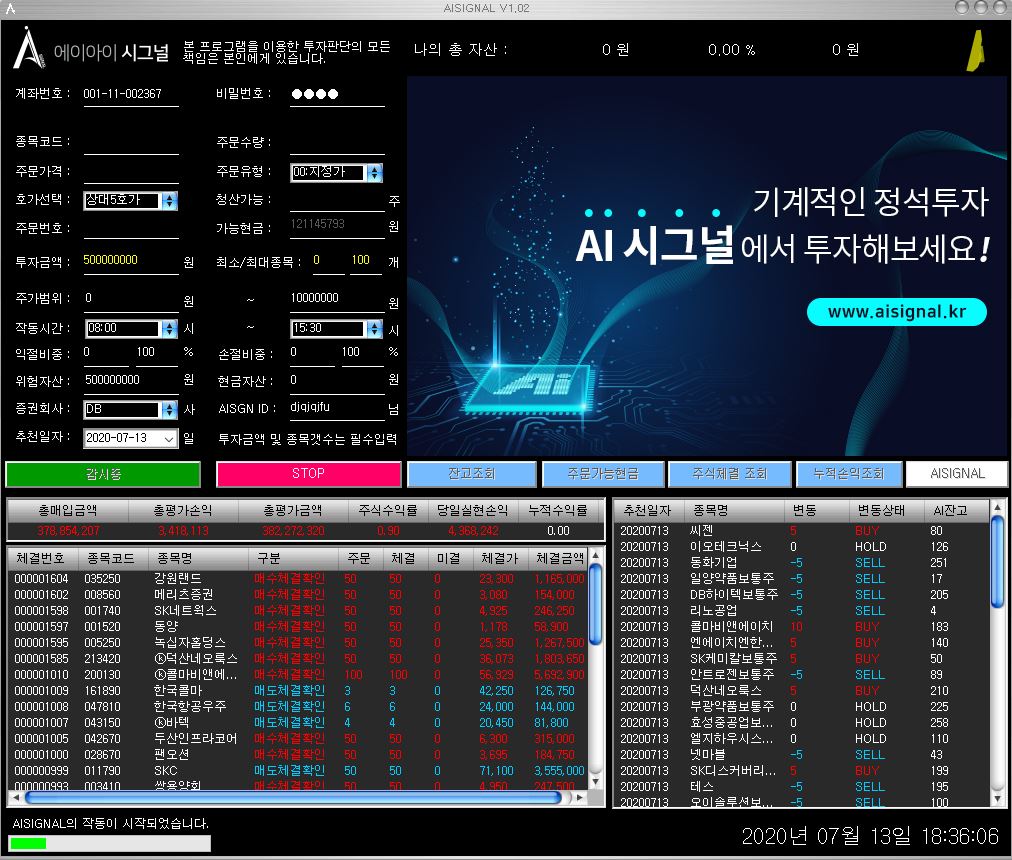 AISIGNAL V1.02
에이아이 시그널
본 프로그램을 이용한 투자판단의 모든
책임은 본인에게 있습니다.
나의 총 자산 : 0 원 0,00 % 0 원
계좌번호 : 001-11-002367 비밀번호 : ●●●●
종목코드 : 주문수량 :
주문가격 : 주문유형 : 00:지정가
호가선택 : 상대5호가 청산가능 : 주
주문번호 : 가능현금 : 121145793 원
투자금액 : 500000000 원 최소/최대종목 : 0 100 개
주가범위 : 0 원 ~ 10000000 원
작동시간 : 08:00 시 ~ 15:30 시
익절비중 : 0 100 % 손절비중 : 0 100 %
위험자산 : 500000000 원 현금자산 : 0 원
증권회사 : DB 사 AISGN ID : djqjqjfu 님
추천일자 : 2020-07-13 일 투자금액 및 종목갯수는 필수입력
기계적인 정석투자
AI 시그널에서 투자해보세요!
www.aisignal.kr
Ai
감시중 STOP 잔고조회 주문가능현금 주식체결 조회 누적손익조회 AISIGNAL
총매입금액 총평가손익 총평가금액 주식수익률 당일실현손익 누적수익률
378,854,207 3,418,113 382,272,320 0,90 4,368,242 0,00
체결번호 종목코드 종목명 구분 주문 체결 미결 체결가 체결금액
000001604 035250 강원랜드 매수체결확인 50 50 0 23,300 1,165,000
000001602 008560 메리츠증권 매수체결확인 50 50 0 3,080 154,000
000001598 001740 SK네트웍스 매수체결확인 50 50 0 4,925 246,250
000001597 001520 동양 매수체결확인 50 50 0 1,178 58,900
000001595 005250 녹십자홀딩스 매수체결확인 50 50 0 25,350 1,267,500
000001585 213420 ⓚ덕산네오룩스 매수체결확인 50 50 0 36,073 1,803,650
000001010 200130 ⓚ콜마비앤에... 매수체결확인 100 100 0 56,929 5,692,900
000001009 161890 한국콜마 매도체결확인 3 3 0 42,250 126,750
000001008 047810 한국항공우주 매도체결확인 6 6 0 24,000 144,000
000001007 043150 ⓚ바텍 매도체결확인 4 4 0 20,450 81,800
000001005 042670 두산인프라코어 매수체결확인 50 50 0 6,300 315,000
000001000 028670 팬오션 매수체결확인 50 50 0 3,695 184,750
000000999 011790 SKC 매도체결확인 50 50 0 71,100 3,555,000
000000993 003410 쌍용양회 매수체결확인 50 50 0 4,950 247,500
추천일자 종목명 변동 변동상태 AI잔고
20200713 씨젠 5 BUY 80
20200713 이오테크닉스 0 HOLD 126
20200713 동화기업 -5 SELL 251
20200713 일양약품보통주 -5 SELL 17
20200713 DB하이텍보통주 -5 SELL 205
20200713 리노공업 -5 SELL 4
20200713 콜마비앤에이치 10 BUY 183
20200713 엔에이치엔한... 5 BUY 140
20200713 SK케미칼보통주 5 BUY 50
20200713 안트로젠보통주 -5 SELL 89
20200713 덕산네오룩스 5 BUY 210
20200713 부광약품보통주 0 HOLD 225
20200713 효성중공업보... 0 HOLD 258
20200713 엘지하우시스... 0 HOLD 110
20200713 넷마블 -5 SELL 43
20200713 SK디스커버리... 5 BUY 199
20200713 테스 -5 SELL 195
20200713 오이솔루션보... -5 SELL 100
AISIGNAL의 작동이 시작되었습니다.
2020년 07월 13일 18:36:06